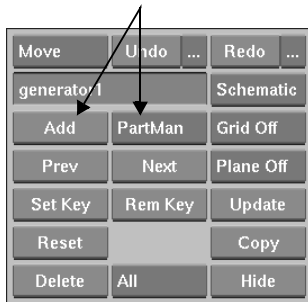 Move Undo ... Redo ...
generator1 Schematic
Add PartMan Grid Off
Prev Next Plane Off
Set Key Rem Key Update
Reset Copy
Delete All Hide